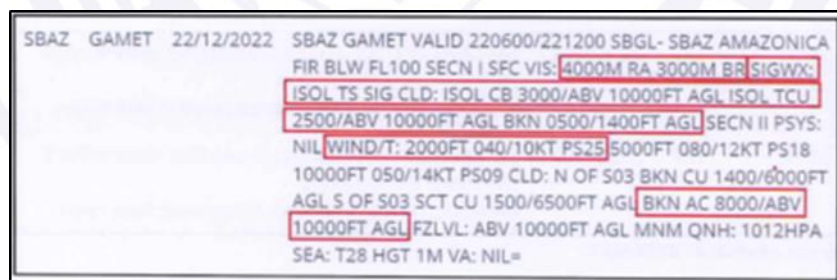 SBAZ GAMET 22/12/2022 SBAZ GAMET VALID 220600/221200 SBGL- SBAZ AMAZONICA
FIR BLW FL100 SECN I SFC VIS: 4000M RA 3000M BR SIGWX:
ISOL TS SIG CLD: ISOL CB 3000/ABV 10000FT AGL ISOL TCU
2500/ABV 10000FT AGL BKN 0500/1400FT AGL SECN II PSYS:
NIL WIND/T: 2000FT 040/10KT PS25 5000FT 080/12KT PS18
10000FT 050/14KT PS09 CLD: N OF S03 BKN CU 1400/6000FT
AGL S OF S03 SCT CU 1500/6500FT AGL BKN AC 8000/ABV
10000FT AGL FZLVL: ABV 10000FT AGL MNM QNH: 1012HPA
SEA: T28 HGT 1M VA: NIL=